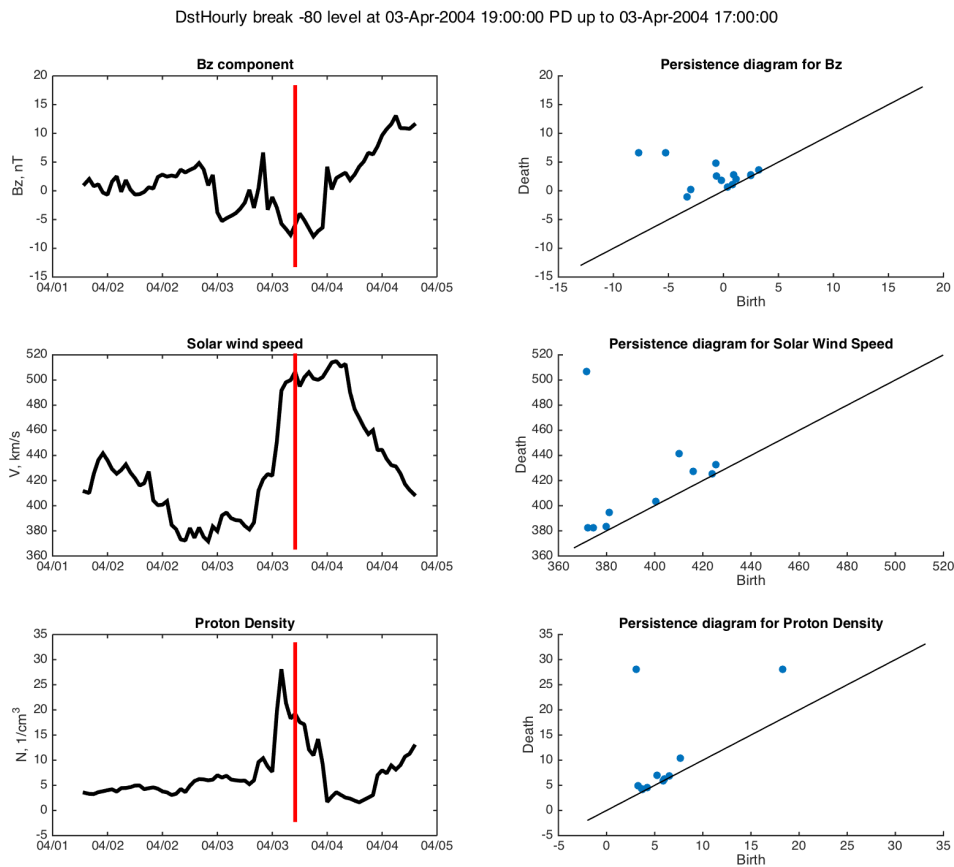 DstHourly break -80 level at 03-Apr-2004 19:00:00 PD up to 03-Apr-2004 17:00:00
Bz component
20
15
10
5
0
-5
-10
-15
Bz, nT
04/01 04/02 04/02 04/02 04/03 04/04 04/04 04/05
Persistence diagram for Bz
20
15
10
5
0
-5
-10
-15
Death
-15 -10 -5 0 5 10 15 20
Birth
Solar wind speed
520
500
480
460
440
420
400
380
360
V, km/s
04/01 04/02 04/02 04/03 04/03 04/04 04/04 04/05
Persistence diagram for Solar Wind Speed
520
500
480
460
440
420
400
380
360
Death
360 380 400 420 440 460 480 500 520
Birth
Proton Density
35
30
25
20
15
10
5
0
-5
N, 1/cm³
04/01 04/02 04/02 04/03 04/03 04/04 04/04 04/05
Persistence diagram for Proton Density
35
30
25
20
15
10
5
0
-5
Death
-5 0 5 10 15 20 25 30 35
Birth